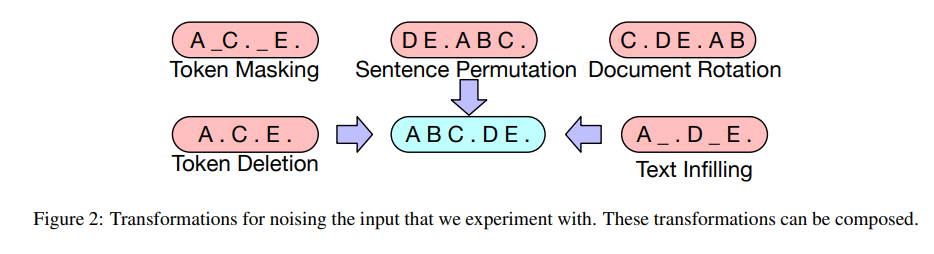 A _ C . _ E .
D E . A B C .
C . D E . A B
Token Masking
Sentence Permutation
Document Rotation
A . C . E .
A B C . D E .
A _ . D _ E .
Token Deletion
Text Infilling
Figure 2: Transformations for noising the input that we experiment with. These transformations can be composed.